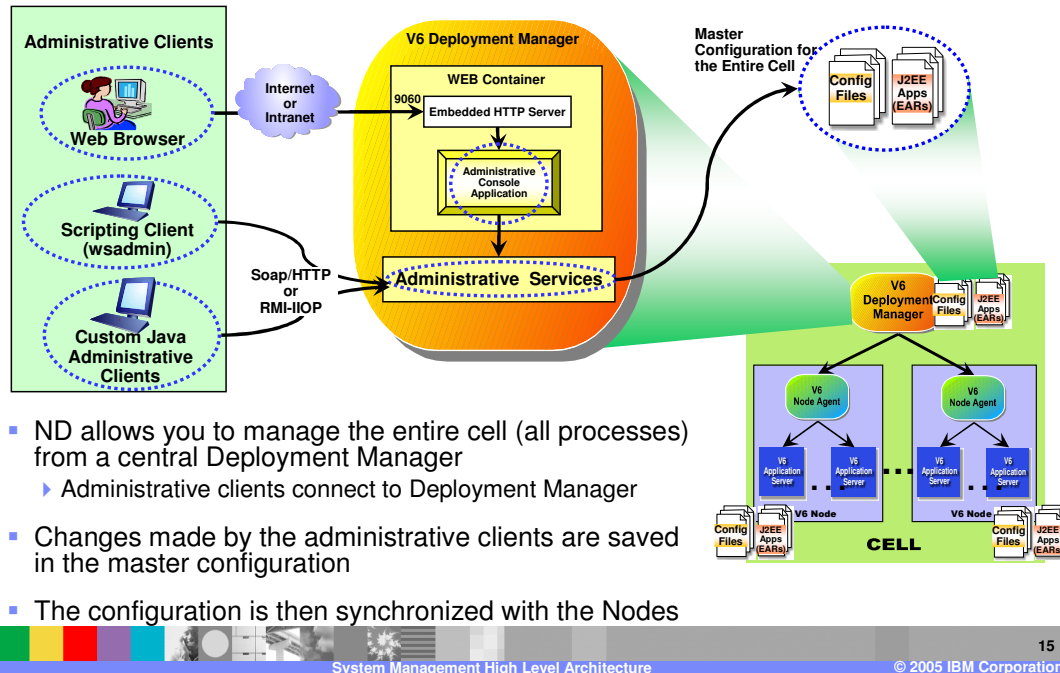 Administrative Clients
Web Browser
Scripting Client
(wsadmin)
Custom Java
Administrative
Clients
Internet
or
Intranet
Soap/HTTP
or
RMI-IIOP
V6 Deployment Manager
WEB Container
9060
Embedded HTTP Server
Administrative
Console
Application
Administrative Services
Master
Configuration for
the Entire Cell
Config
Files
J2EE
Apps
(EARs)
V6
Deployment
Manager
Config
Files
J2EE
Apps
(EARs)
V6
Node Agent
V6
Node Agent
V6
Application
Server
V6
Application
Server
V6
Application
Server
V6
Application
Server
...
...
...
V6 Node
V6 Node
Config
Files
J2EE
Apps
(EARs)
CELL
Config
Files
J2EE
Apps
(EARs)
▪ ND allows you to manage the entire cell (all processes)
from a central Deployment Manager
Administrative clients connect to Deployment Manager
▪ Changes made by the administrative clients are saved
in the master configuration
▪ The configuration is then synchronized with the Nodes
15
System Management High Level Architecture
© 2005 IBM Corporation